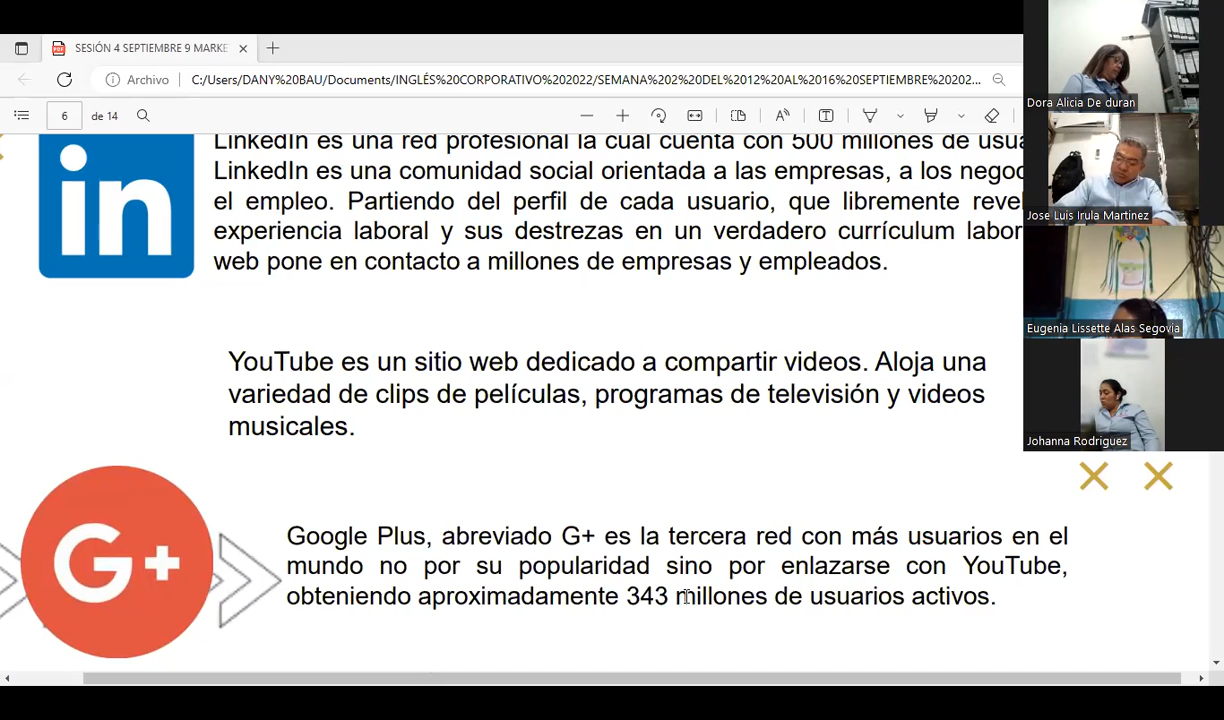 SESIÓN 4 SEPTIEMBRE 9 MARKE
Archivo
C:/Users/DANY%20BAU/Documents/INGLÉS%20CORPORATIVO%202022/SEMANA%202%20DEL%2012%20AL%2016%20SEPTIEMBRE%20202...
6 de 14
LinkedIn es una red profesional la cual cuenta con 500 millones de usua
LinkedIn es una comunidad social orientada a las empresas, a los negoc
el empleo. Partiendo del perfil de cada usuario, que libremente revel
experiencia laboral y sus destrezas en un verdadero currículum labor
web pone en contacto a millones de empresas y empleados.
in
YouTube es un sitio web dedicado a compartir videos. Aloja una
variedad de clips de películas, programas de televisión y videos
musicales.
G+
Google Plus, abreviado G+ es la tercera red con más usuarios en el
mundo no por su popularidad sino por enlazarse con YouTube,
obteniendo aproximadamente 343 millones de usuarios activos.
Dora Alicia De duran
Jose Luis Irula Martinez
Eugenia Lissette Alas Segovia
Johanna Rodriguez